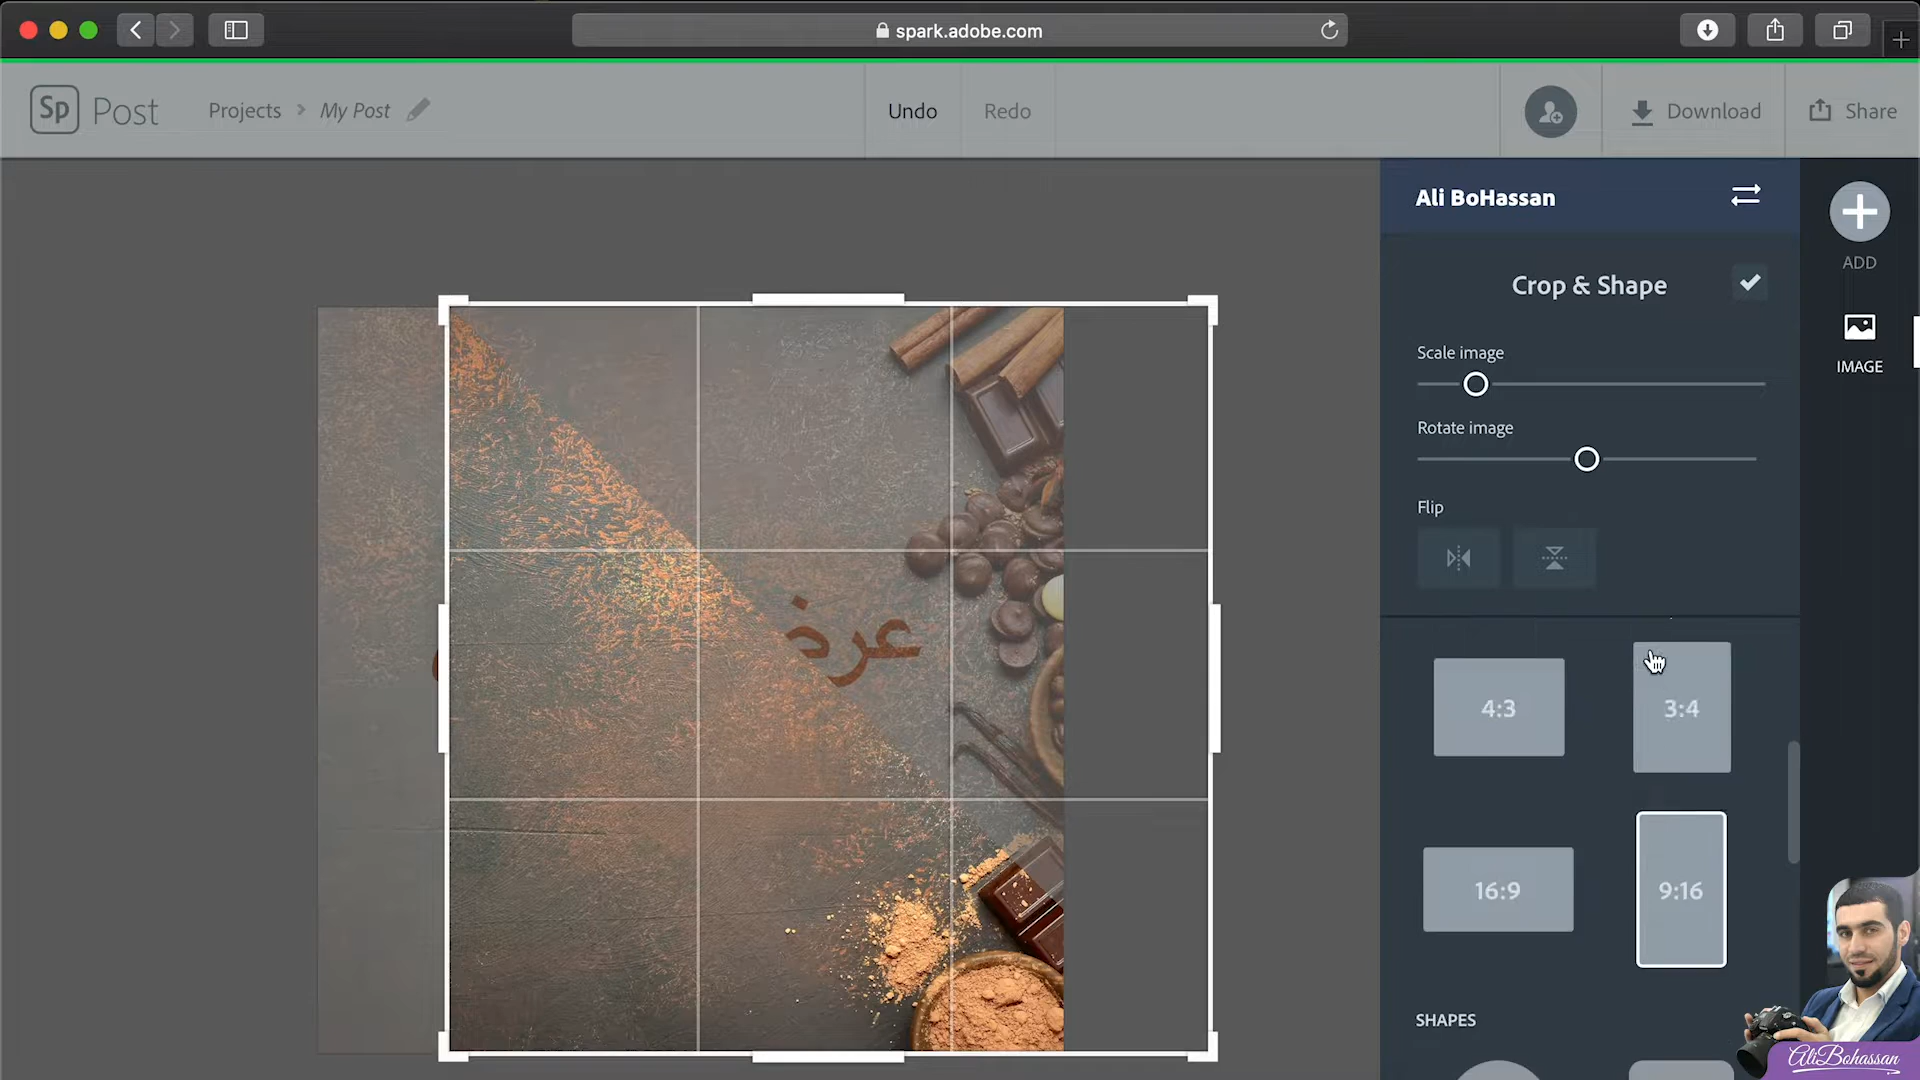 spark.adobe.com
Sp Post
Projects > My Post
Undo
Redo
Download
Share
Ali BoHassan
ADD
Crop & Shape
IMAGE
Scale image
Rotate image
Flip
عرض
4:3
3:4
16:9
9:16
SHAPES
AliBohassan